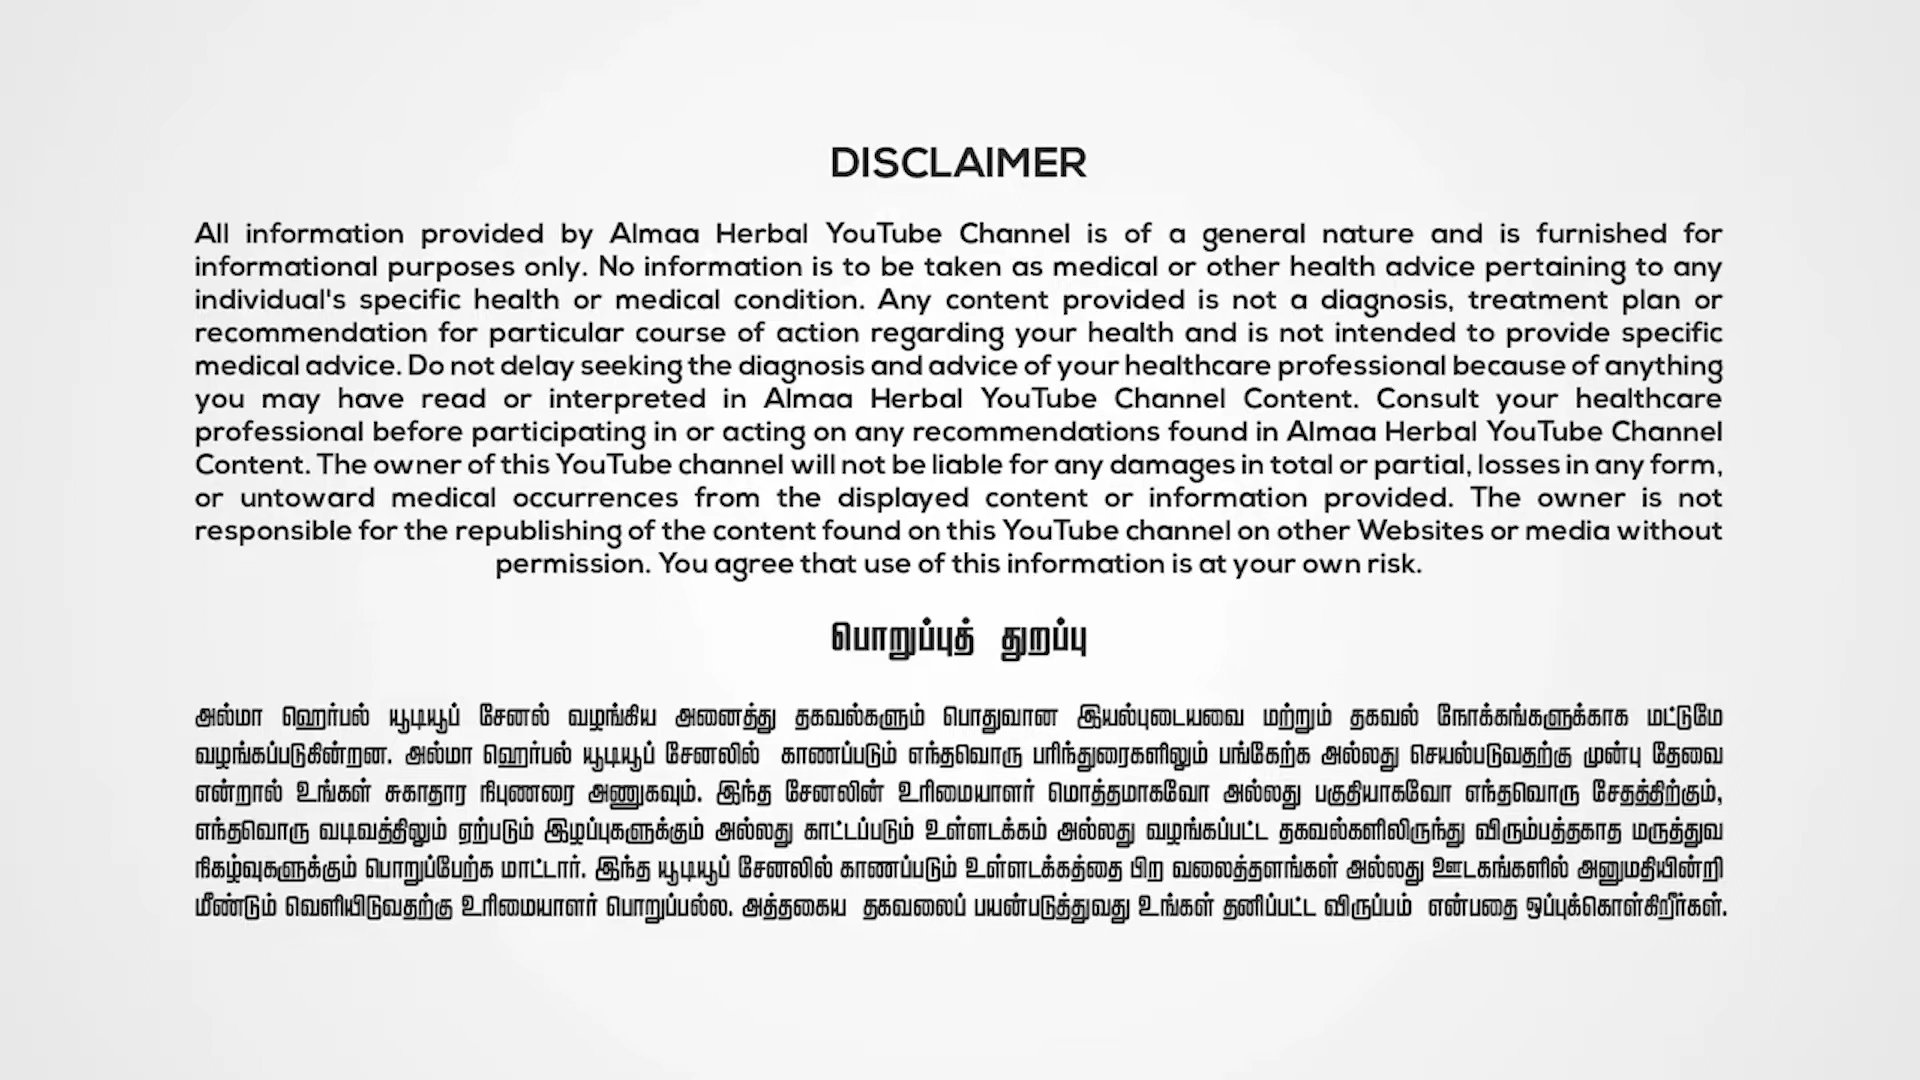 DISCLAIMER
All information provided by Almaa Herbal YouTube Channel is of a general nature and is furnished for
informational purposes only. No information is to be taken as medical or other health advice pertaining to any
individual's specific health or medical condition. Any content provided is not a diagnosis, treatment plan or
recommendation for particular course of action regarding your health and is not intended to provide specific
medical advice. Do not delay seeking the diagnosis and advice of your healthcare professional because of anything
you may have read or interpreted in Almaa Herbal YouTube Channel Content. Consult your healthcare
professional before participating in or acting on any recommendations found in Almaa Herbal YouTube Channel
Content. The owner of this YouTube channel will not be liable for any damages in total or partial, losses in any form,
or untoward medical occurrences from the displayed content or information provided. The owner is not
responsible for the republishing of the content found on this YouTube channel on other Websites or media without
permission. You agree that use of this information is at your own risk.
பொறுப்புத் துறப்பு
அல்மா ஹெர்பல் யூடியூப் சேனல் வழங்கிய அனைத்து தகவல்களும் பொதுவான இயல்புடையவை மற்றும் தகவல் நோக்கங்களுக்காக மட்டுமே
வழங்கப்படுகின்றன. அல்மா ஹெர்பல் யூடியூப் சேனலில் காணப்படும் எந்தவொரு பரிந்துரைகளிலும் பங்கேற்க அல்லது செயல்படுவதற்கு முன்பு தேவை
என்றால் உங்கள் சுகாதார நிபுணரை அணுகவும். இந்த சேனலின் உரிமையாளர் மொத்தமாகவோ அல்லது பகுதியாகவோ எந்தவொரு சேதத்திற்கும்,
எந்தவொரு வடிவத்திலும் ஏற்படும் இழப்புகளுக்கும் அல்லது காட்டப்படும் உள்ளடக்கம் அல்லது வழங்கப்பட்ட தகவல்களிலிருந்து விரும்பத்தகாத மருத்துவ
நிகழ்வுகளுக்கும் பொறுப்பேற்க மாட்டார். இந்த யூடியூப் சேனலில் காணப்படும் உள்ளடக்கத்தை பிற வலைத்தளங்கள் அல்லது ஊடகங்களில் அனுமதியின்றி
மீண்டும் வெளியிடுவதற்கு உரிமையாளர் பொறுப்பல்ல. அத்தகைய தகவலைப் பயன்படுத்துவது உங்கள் தனிப்பட்ட விருப்பம் என்பதை ஒப்புக்கொள்கிறீர்கள்.